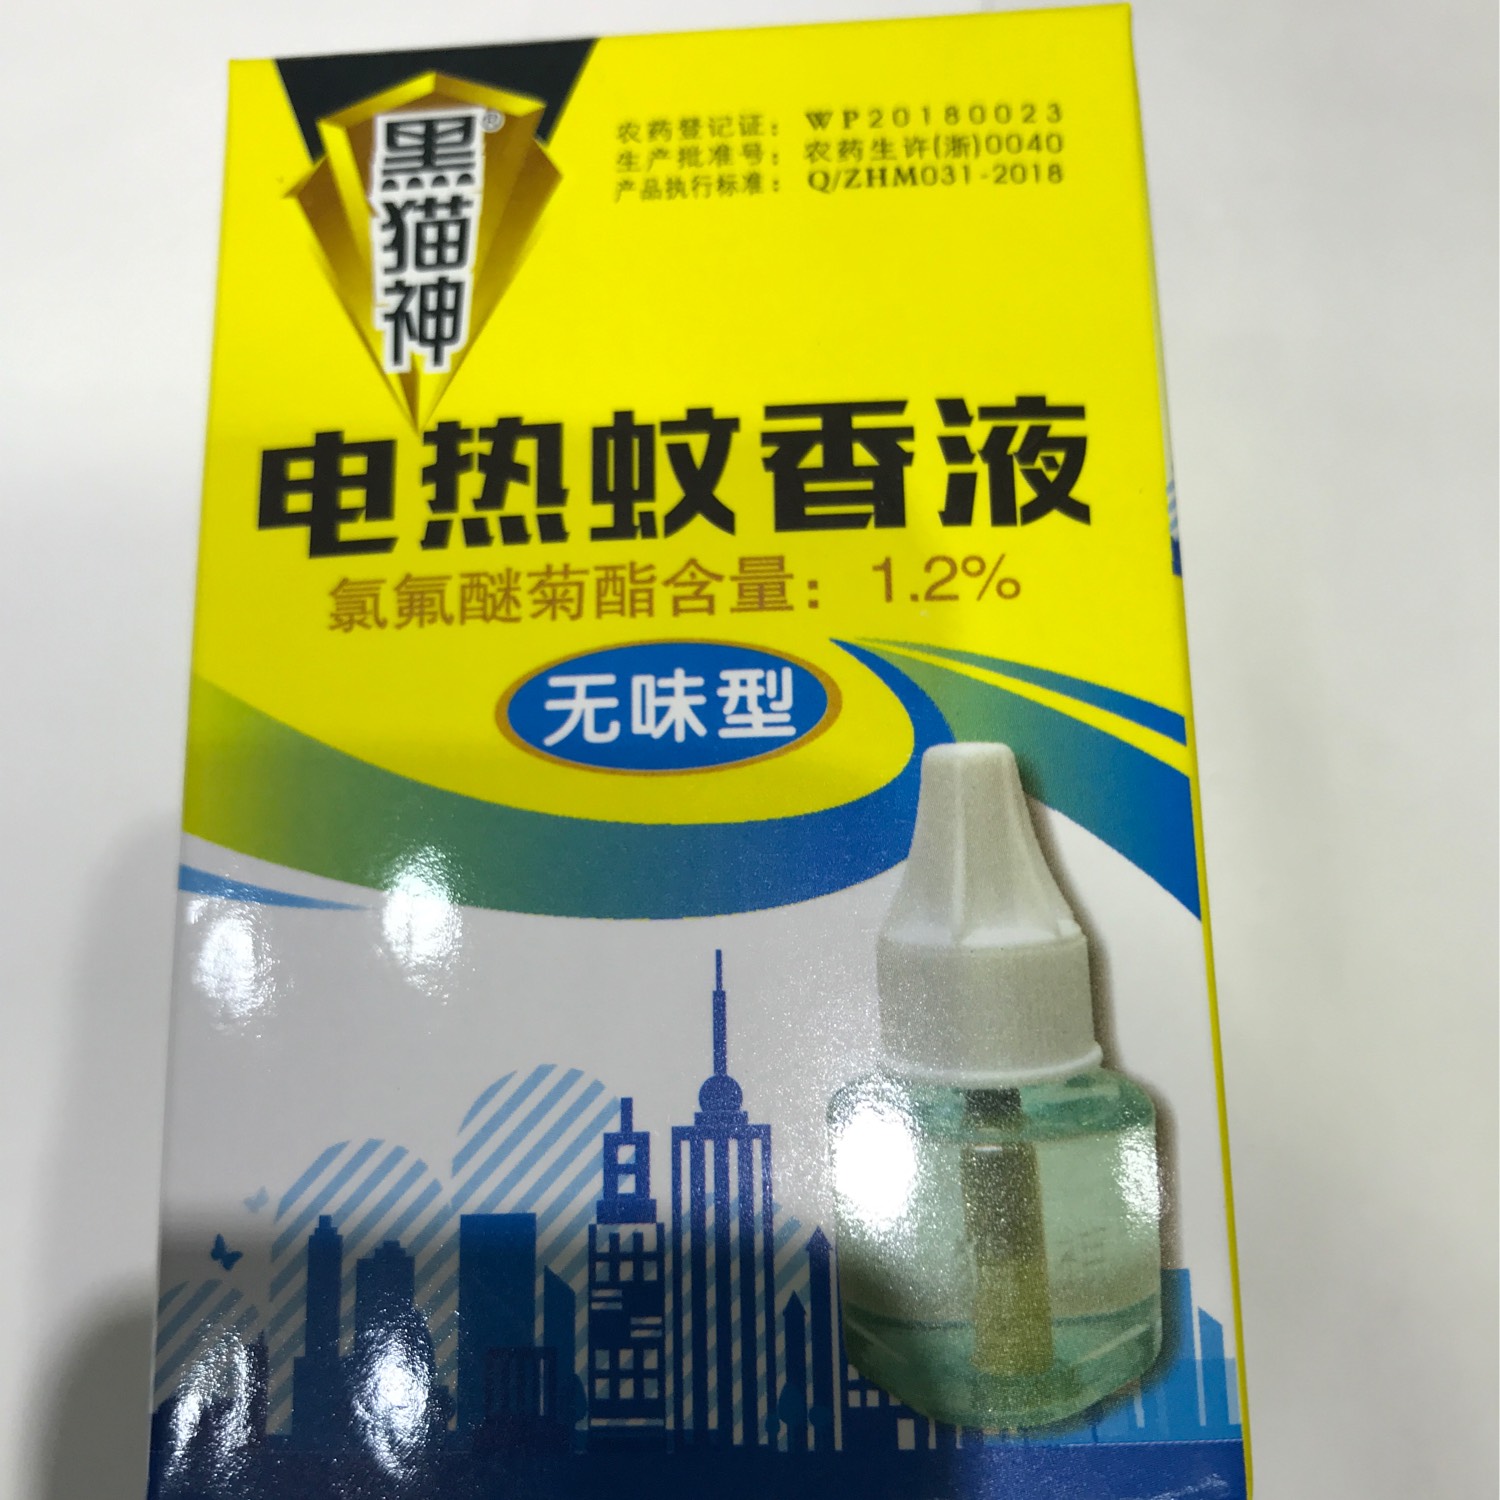 黑猫神®
农药登记证：WP20180023
生产批准号：农药生许(浙)0040
产品执行标准：Q/ZHM031-2018
电热蚊香液
氯氟醚菊酯含量：1.2%
无味型